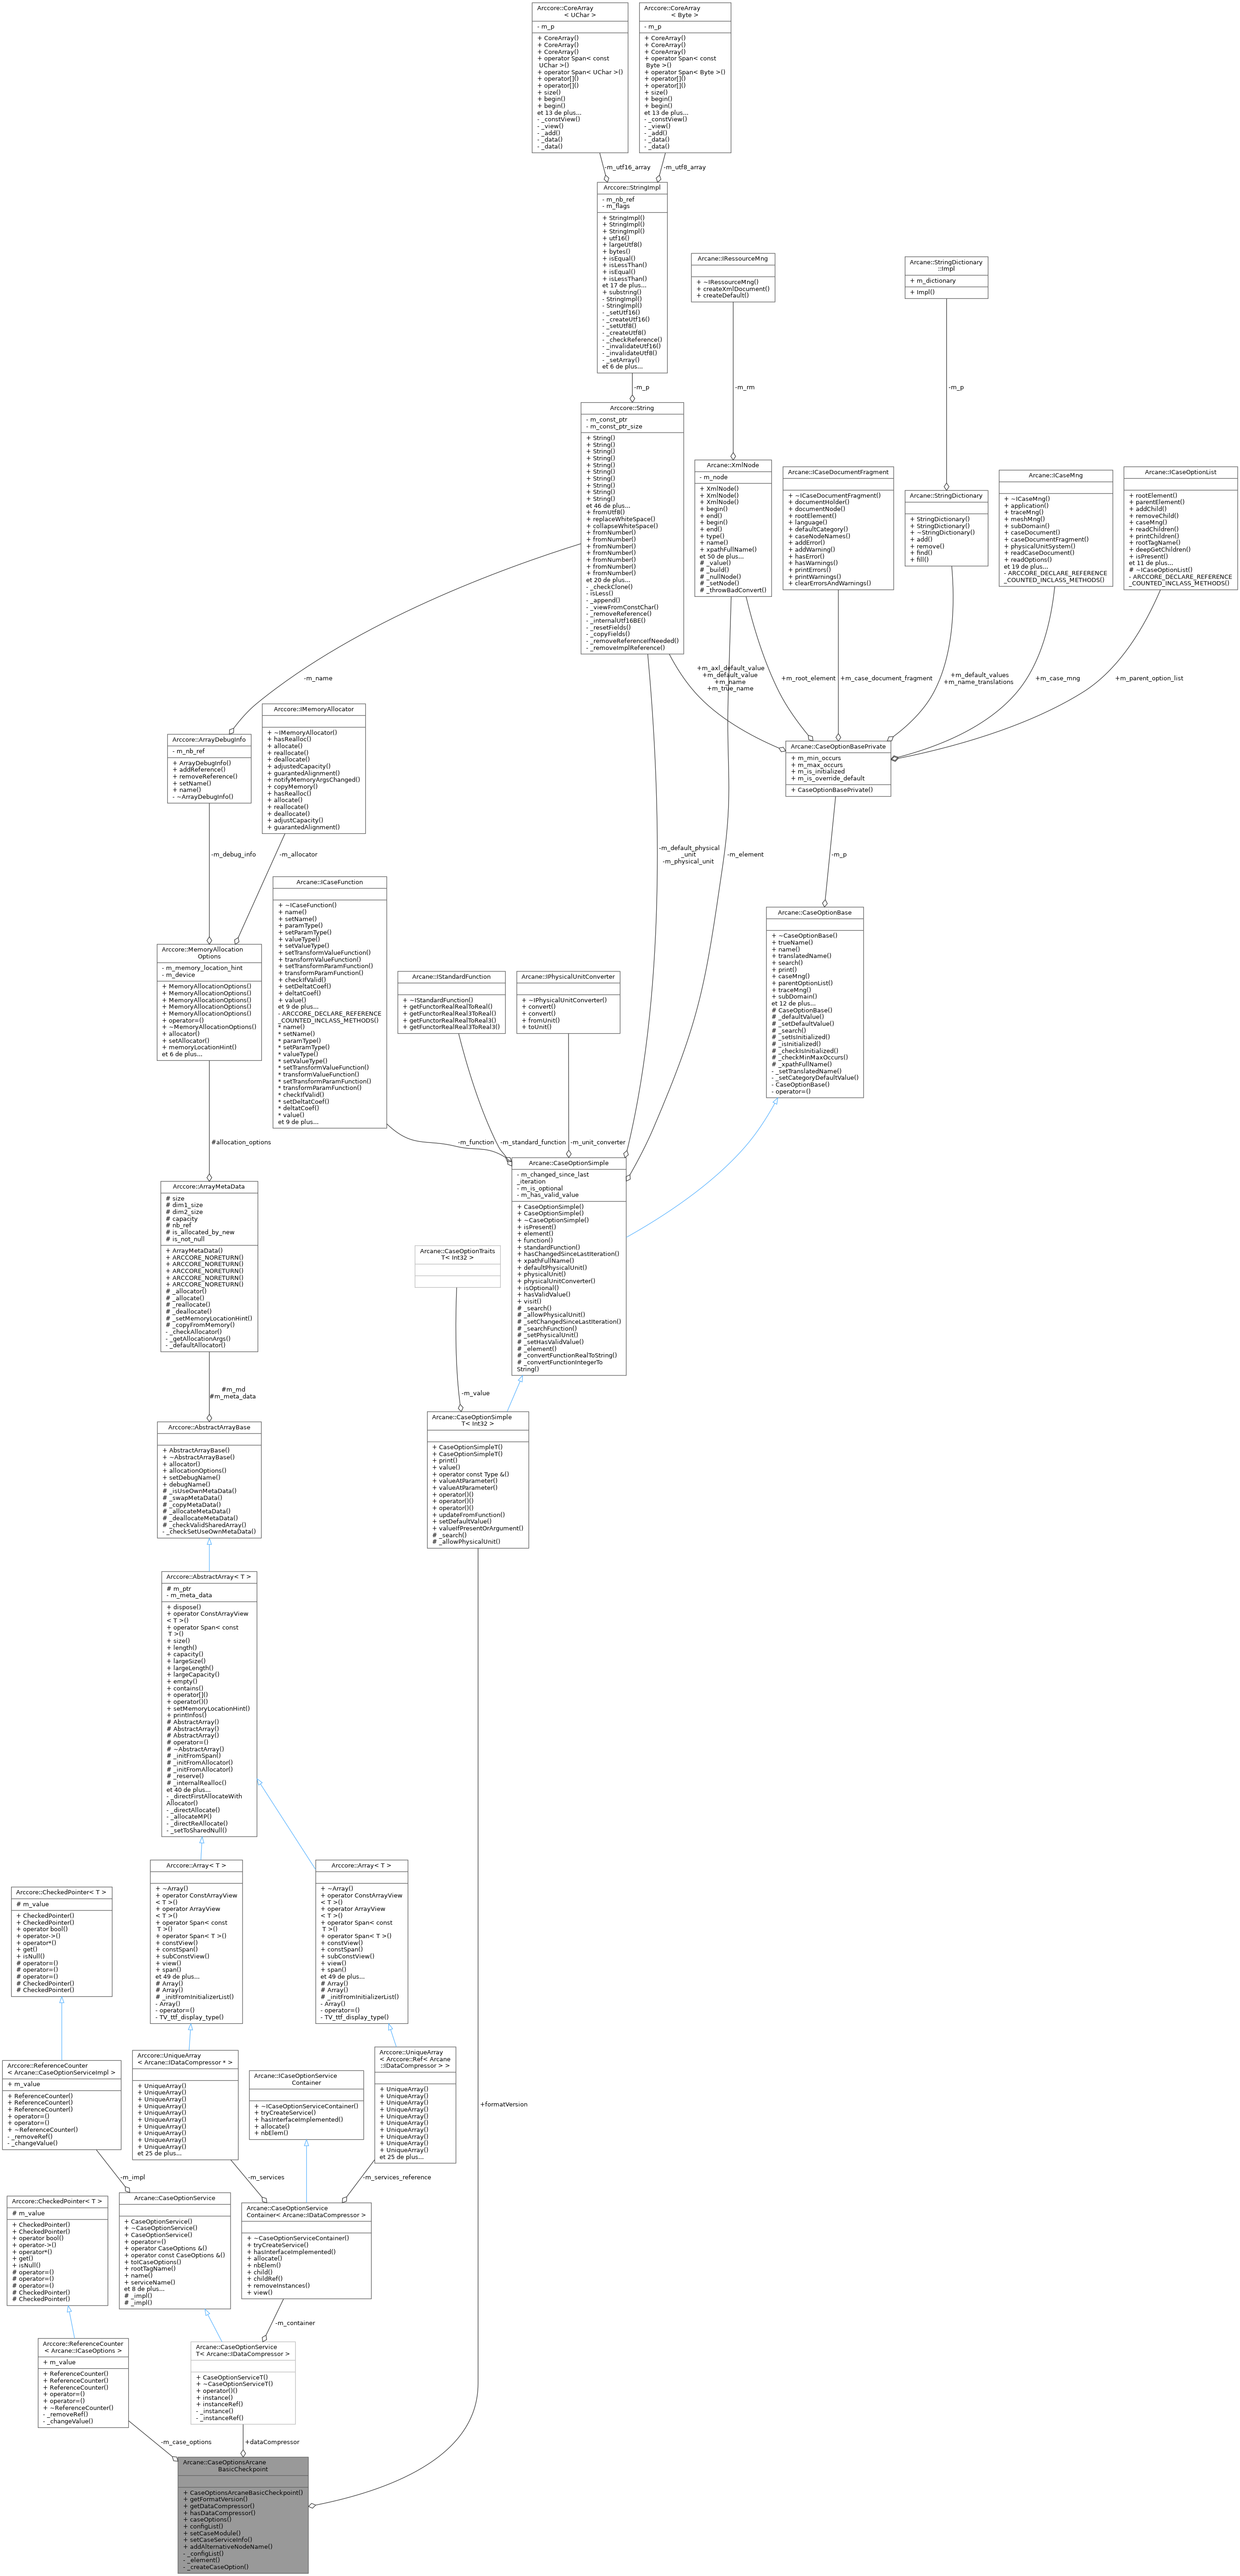 Arccore::CoreArray
< UChar >
- m_p
+ CoreArray()
+ CoreArray()
+ CoreArray()
+ operator Span< const
UChar >()
+ operator Span< UChar >()
+ operator[]()
+ operator[]()
+ size()
+ begin()
+ begin()
et 13 de plus...
- _constView()
- _view()
- _add()
- _data()
- _data()
Arccore::CoreArray
< Byte >
- m_p
+ CoreArray()
+ CoreArray()
+ CoreArray()
+ operator Span< const
Byte >()
+ operator Span< Byte >()
+ operator[]()
+ operator[]()
+ size()
+ begin()
+ begin()
et 13 de plus...
- _constView()
- _view()
- _add()
- _data()
- _data()
-m_utf16_array
-m_utf8_array
Arccore::StringImpl
- m_nb_ref
- m_flags
+ StringImpl()
+ StringImpl()
+ StringImpl()
+ utf16()
+ largeUtf8()
+ bytes()
+ isEqual()
+ isLessThan()
+ isEqual()
+ isLessThan()
et 17 de plus...
+ substring()
- StringImpl()
- StringImpl()
- _setUtf16()
- _createUtf16()
- _setUtf8()
- _createUtf8()
- _checkReference()
- _invalidateUtf16()
- _invalidateUtf8()
- _setArray()
et 6 de plus...
Arcane::IRessourceMng
+ ~IRessourceMng()
+ createXmlDocument()
+ createDefault()
Arcane::StringDictionary
::Impl
+ m_dictionary
+ Impl()
-m_p
-m_rm
-m_p
Arccore::String
- m_const_ptr
- m_const_ptr_size
+ String()
+ String()
+ String()
+ String()
+ String()
+ String()
+ String()
+ String()
+ String()
+ String()
et 46 de plus...
+ fromUtf8()
+ replaceWhiteSpace()
+ collapseWhiteSpace()
+ fromNumber()
+ fromNumber()
+ fromNumber()
+ fromNumber()
+ fromNumber()
+ fromNumber()
+ fromNumber()
et 20 de plus...
- _checkClone()
- isLess()
- _append()
- _viewFromConstChar()
- _removeReference()
- _internalUtf16BE()
- _resetFields()
- _copyFields()
- _removeReferenceIfNeeded()
- _removeImplReference()
Arcane::XmlNode
- m_node
+ XmlNode()
+ XmlNode()
+ XmlNode()
+ begin()
+ end()
+ begin()
+ end()
+ type()
+ name()
+ xpathFullName()
et 50 de plus...
# _value()
# _build()
# _nullNode()
# _setNode()
# _throwBadConvert()
Arcane::ICaseDocumentFragment
+ ~ICaseDocumentFragment()
+ documentHolder()
+ documentNode()
+ rootElement()
+ language()
+ defaultCategory()
+ caseNodeNames()
+ addError()
+ addWarning()
+ hasError()
+ hasWarnings()
+ printErrors()
+ printWarnings()
+ clearErrorsAndWarnings()
Arcane::StringDictionary
+ StringDictionary()
+ StringDictionary()
+ ~StringDictionary()
+ add()
+ remove()
+ find()
+ fill()
Arcane::ICaseMng
+ ~ICaseMng()
+ application()
+ traceMng()
+ meshMng()
+ subDomain()
+ caseDocument()
+ caseDocumentFragment()
+ physicalUnitSystem()
+ readCaseDocument()
+ readOptions()
et 19 de plus...
- ARCCORE_DECLARE_REFERENCE
_COUNTED_INCLASS_METHODS()
Arcane::ICaseOptionList
+ rootElement()
+ parentElement()
+ addChild()
+ removeChild()
+ caseMng()
+ readChildren()
+ printChildren()
+ rootTagName()
+ deepGetChildren()
+ isPresent()
et 11 de plus...
# ~ICaseOptionList()
- ARCCORE_DECLARE_REFERENCE
_COUNTED_INCLASS_METHODS()
-m_name
+m_axl_default_value
+m_default_value
+m_name
+m_true_name
+m_root_element
+m_case_document_fragment
+m_default_values
+m_name_translations
+m_case_mng
+m_parent_option_list
Arccore::ArrayDebugInfo
- m_nb_ref
+ ArrayDebugInfo()
+ addReference()
+ removeReference()
+ setName()
+ name()
- ~ArrayDebugInfo()
Arccore::IMemoryAllocator
+ ~IMemoryAllocator()
+ hasRealloc()
+ allocate()
+ reallocate()
+ deallocate()
+ adjustedCapacity()
+ guarantedAlignment()
+ notifyMemoryArgsChanged()
+ copyMemory()
+ hasRealloc()
+ allocate()
+ reallocate()
+ deallocate()
+ adjustCapacity()
+ guarantedAlignment()
Arcane::CaseOptionBasePrivate
+ m_min_occurs
+ m_max_occurs
+ m_is_initialized
+ m_is_override_default
+ CaseOptionBasePrivate()
-m_debug_info
-m_allocator
-m_default_physical
_unit
-m_physical_unit
-m_element
-m_p
Arcane::ICaseFunction
+ ~ICaseFunction()
+ name()
+ setName()
+ paramType()
+ setParamType()
+ valueType()
+ setValueType()
+ setTransformValueFunction()
+ transformValueFunction()
+ setTransformParamFunction()
+ transformParamFunction()
+ checkIfValid()
+ setDeltatCoef()
+ deltatCoef()
+ value()
et 9 de plus...
- ARCCORE_DECLARE_REFERENCE
_COUNTED_INCLASS_METHODS()
* name()
* setName()
* paramType()
* setParamType()
* valueType()
* setValueType()
* setTransformValueFunction()
* transformValueFunction()
* setTransformParamFunction()
* transformParamFunction()
* checkIfValid()
* setDeltatCoef()
* deltatCoef()
* value()
et 9 de plus...
Arcane::CaseOptionBase
+ ~CaseOptionBase()
+ trueName()
+ name()
+ translatedName()
+ search()
+ print()
+ caseMng()
+ parentOptionList()
+ traceMng()
+ subDomain()
et 12 de plus...
# CaseOptionBase()
# _defaultValue()
# _setDefaultValue()
# _search()
# _setIsInitialized()
# _isInitialized()
# _checkIsInitialized()
# _checkMinMaxOccurs()
# _xpathFullName()
- _setTranslatedName()
- _setCategoryDefaultValue()
- CaseOptionBase()
- operator=()
Arccore::MemoryAllocation
Options
- m_memory_location_hint
- m_device
+ MemoryAllocationOptions()
+ MemoryAllocationOptions()
+ MemoryAllocationOptions()
+ MemoryAllocationOptions()
+ MemoryAllocationOptions()
+ operator=()
+ ~MemoryAllocationOptions()
+ allocator()
+ setAllocator()
+ memoryLocationHint()
et 6 de plus...
Arcane::IStandardFunction
+ ~IStandardFunction()
+ getFunctorRealRealToReal()
+ getFunctorRealReal3ToReal()
+ getFunctorRealRealToReal3()
+ getFunctorRealReal3ToReal3()
Arcane::IPhysicalUnitConverter
+ ~IPhysicalUnitConverter()
+ convert()
+ convert()
+ fromUnit()
+ toUnit()
#allocation_options
-m_function
-m_standard_function
-m_unit_converter
Arccore::ArrayMetaData
# size
# dim1_size
# dim2_size
# capacity
# nb_ref
# is_allocated_by_new
# is_not_null
+ ArrayMetaData()
+ ARCCORE_NORETURN()
+ ARCCORE_NORETURN()
+ ARCCORE_NORETURN()
+ ARCCORE_NORETURN()
+ ARCCORE_NORETURN()
# _allocator()
# _allocate()
# _reallocate()
# _deallocate()
# _setMemoryLocationHint()
# _copyFromMemory()
- _checkAllocator()
- _getAllocationArgs()
- _defaultAllocator()
Arcane::CaseOptionSimple
- m_changed_since_last
_iteration
- m_is_optional
- m_has_valid_value
+ CaseOptionSimple()
+ CaseOptionSimple()
+ ~CaseOptionSimple()
+ isPresent()
+ element()
+ function()
+ standardFunction()
+ hasChangedSinceLastIteration()
+ xpathFullName()
+ defaultPhysicalUnit()
+ physicalUnit()
+ physicalUnitConverter()
+ isOptional()
+ hasValidValue()
+ visit()
# _search()
# _allowPhysicalUnit()
# _setChangedSinceLastIteration()
# _searchFunction()
# _setPhysicalUnit()
# _setHasValidValue()
# _element()
# _convertFunctionRealToString()
# _convertFunctionIntegerTo
String()
Arcane::CaseOptionTraits
T< Int32 >
#m_md
#m_meta_data
-m_value
Arccore::AbstractArrayBase
+ AbstractArrayBase()
+ ~AbstractArrayBase()
+ allocator()
+ allocationOptions()
+ setDebugName()
+ debugName()
# _isUseOwnMetaData()
# _swapMetaData()
# _copyMetaData()
# _allocateMetaData()
# _deallocateMetaData()
# _checkValidSharedArray()
- _checkSetUseOwnMetaData()
Arcane::CaseOptionSimple
T< Int32 >
+ CaseOptionSimpleT()
+ CaseOptionSimpleT()
+ print()
+ value()
+ operator const Type &()
+ valueAtParameter()
+ valueAtParameter()
+ operator()()
+ operator()()
+ operator()()
+ updateFromFunction()
+ setDefaultValue()
+ valueIfPresentOrArgument()
# _search()
# _allowPhysicalUnit()
Arccore::AbstractArray< T >
# m_ptr
- m_meta_data
+ dispose()
+ operator ConstArrayView
< T >()
+ operator Span< const
T >()
+ size()
+ length()
+ capacity()
+ largeSize()
+ largeLength()
+ largeCapacity()
+ empty()
+ contains()
+ operator[]()
+ operator()()
+ setMemoryLocationHint()
+ printInfos()
# AbstractArray()
# AbstractArray()
# AbstractArray()
# operator=()
# ~AbstractArray()
# _initFromSpan()
# _initFromAllocator()
# _initFromAllocator()
# _reserve()
# _internalRealloc()
et 40 de plus...
- _directFirstAllocateWith
Allocator()
- _directAllocate()
- _allocateMP()
- _directReAllocate()
- _setToSharedNull()
Arccore::Array< T >
+ ~Array()
+ operator ConstArrayView
< T >()
+ operator ArrayView
< T >()
+ operator Span< const
T >()
+ operator Span< T >()
+ constView()
+ constSpan()
+ subConstView()
+ view()
+ span()
et 49 de plus...
# Array()
# Array()
# _initFromInitializerList()
- Array()
- operator=()
- TV_ttf_display_type()
Arccore::Array< T >
+ ~Array()
+ operator ConstArrayView
< T >()
+ operator ArrayView
< T >()
+ operator Span< const
T >()
+ operator Span< T >()
+ constView()
+ constSpan()
+ subConstView()
+ view()
+ span()
et 49 de plus...
# Array()
# Array()
# _initFromInitializerList()
- Array()
- operator=()
- TV_ttf_display_type()
Arccore::CheckedPointer< T >
# m_value
+ CheckedPointer()
+ CheckedPointer()
+ operator bool()
+ operator->()
+ operator*()
+ get()
+ isNull()
# operator=()
# operator=()
# operator=()
# CheckedPointer()
# CheckedPointer()
Arccore::ReferenceCounter
< Arcane::CaseOptionServiceImpl >
+ m_value
+ ReferenceCounter()
+ ReferenceCounter()
+ ReferenceCounter()
+ operator=()
+ operator=()
+ ~ReferenceCounter()
- _removeRef()
- _changeValue()
Arccore::UniqueArray
< Arcane::IDataCompressor * >
+ UniqueArray()
+ UniqueArray()
+ UniqueArray()
+ UniqueArray()
+ UniqueArray()
+ UniqueArray()
+ UniqueArray()
+ UniqueArray()
+ UniqueArray()
+ UniqueArray()
et 25 de plus...
Arcane::ICaseOptionService
Container
+ ~ICaseOptionServiceContainer()
+ tryCreateService()
+ hasInterfaceImplemented()
+ allocate()
+ nbElem()
Arccore::UniqueArray
< Arccore::Ref< Arcane
::IDataCompressor > >
+ UniqueArray()
+ UniqueArray()
+ UniqueArray()
+ UniqueArray()
+ UniqueArray()
+ UniqueArray()
+ UniqueArray()
+ UniqueArray()
+ UniqueArray()
+ UniqueArray()
et 25 de plus...
+formatVersion
-m_impl
-m_services
-m_services_reference
Arccore::CheckedPointer< T >
# m_value
+ CheckedPointer()
+ CheckedPointer()
+ operator bool()
+ operator->()
+ operator*()
+ get()
+ isNull()
# operator=()
# operator=()
# operator=()
# CheckedPointer()
# CheckedPointer()
Arcane::CaseOptionService
+ CaseOptionService()
+ ~CaseOptionService()
+ CaseOptionService()
+ operator=()
+ operator CaseOptions &()
+ operator const CaseOptions &()
+ toICaseOptions()
+ rootTagName()
+ name()
+ serviceName()
et 8 de plus...
# _impl()
# _impl()
Arcane::CaseOptionService
Container< Arcane::IDataCompressor >
+ ~CaseOptionServiceContainer()
+ tryCreateService()
+ hasInterfaceImplemented()
+ allocate()
+ nbElem()
+ child()
+ childRef()
+ removeInstances()
+ view()
-m_container
Arccore::ReferenceCounter
< Arcane::ICaseOptions >
+ m_value
+ ReferenceCounter()
+ ReferenceCounter()
+ ReferenceCounter()
+ operator=()
+ operator=()
+ ~ReferenceCounter()
- _removeRef()
- _changeValue()
Arcane::CaseOptionService
T< Arcane::IDataCompressor >
+ CaseOptionServiceT()
+ ~CaseOptionServiceT()
+ operator()()
+ instance()
+ instanceRef()
- _instance()
- _instanceRef()
-m_case_options
+dataCompressor
Arcane::CaseOptionsArcane
BasicCheckpoint
+ CaseOptionsArcaneBasicCheckpoint()
+ getFormatVersion()
+ getDataCompressor()
+ hasDataCompressor()
+ caseOptions()
+ configList()
+ setCaseModule()
+ setCaseServiceInfo()
+ addAlternativeNodeName()
- _configList()
- _element()
- _createCaseOption()